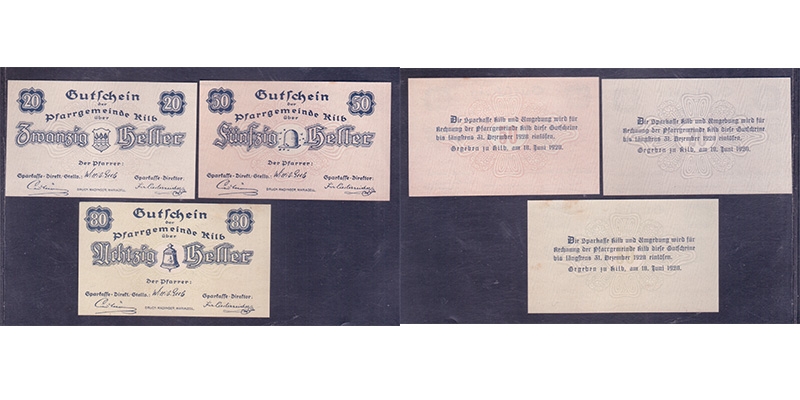 20 Gutschein 20
der
Pfarrgemeinde Kilb
über
Zwanzig Heller
Der Pfarrer:
Sparkasse-Direkt.-Stellv.: Sparkasse-Direktor:
50 Gutschein 50
der
Pfarrgemeinde Kilb
über
Fünfzig Heller
Der Pfarrer:
Sparkasse-Direkt.-Stellv.: Sparkasse-Direktor:
80 Gutschein 80
der
Pfarrgemeinde Kilb
über
Achtzig Heller
Der Pfarrer:
Sparkasse-Direkt.-Stellv.: Sparkasse-Direktor:
Die Sparkasse Kilb und Umgebung wird für
Rechnung der Pfarrgemeinde Kilb diese Gutscheine
bis längstens 31. Dezember 1920 einlösen.
Gegeben zu Kilb, am 18. Juni 1920.
Die Sparkasse Kilb und Umgebung wird für
Rechnung der Pfarrgemeinde Kilb diese Gutscheine
bis längstens 31. Dezember 1920 einlösen.
Gegeben zu Kilb, am 18. Juni 1920.
Die Sparkasse Kilb und Umgebung wird für
Rechnung der Pfarrgemeinde Kilb diese Gutscheine
bis längstens 31. Dezember 1920 einlösen.
Gegeben zu Kilb, am 18. Juni 1920.